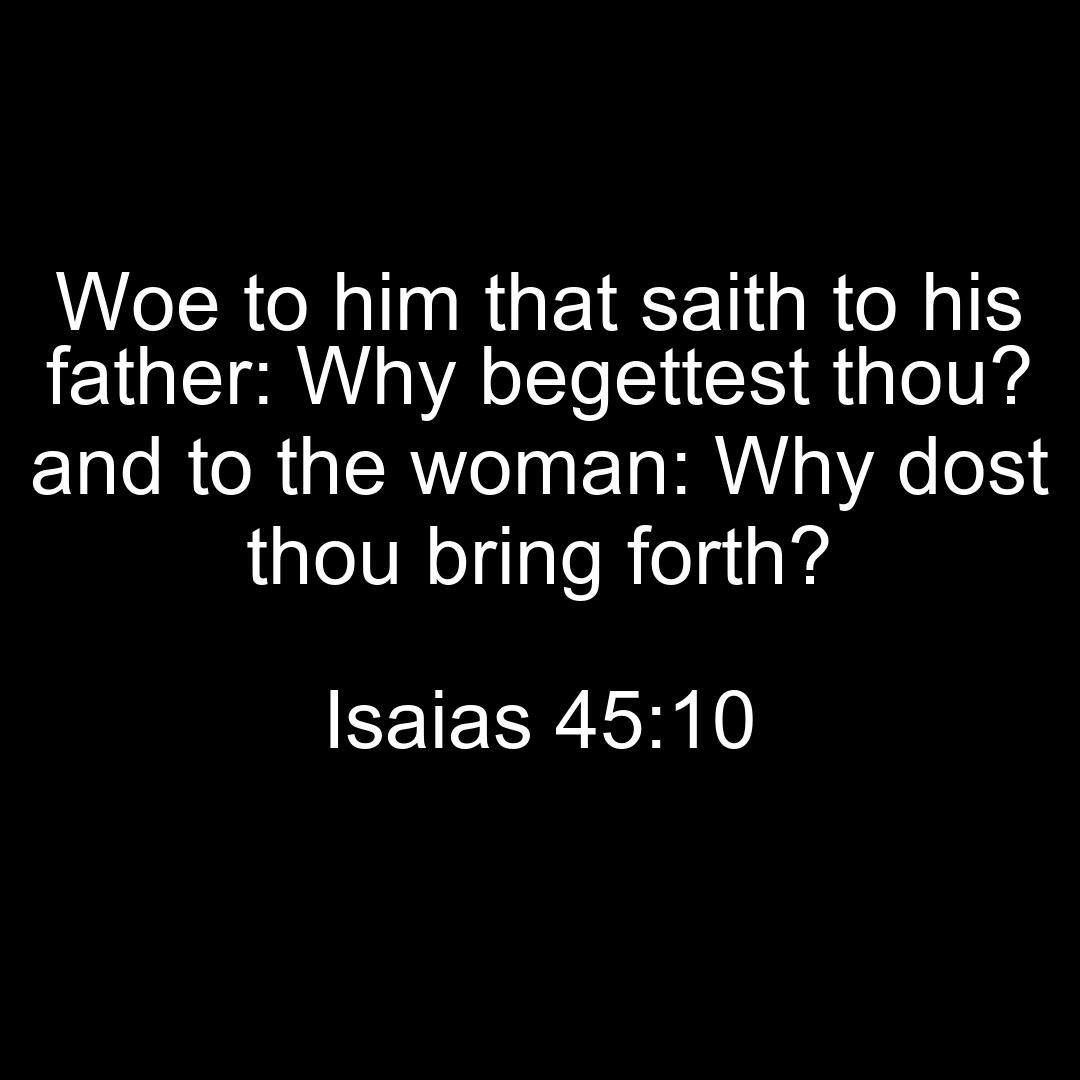 Woe to him that saith to his
father: Why begettest thou?
and to the woman: Why dost
thou bring forth?
Isaias 45:10